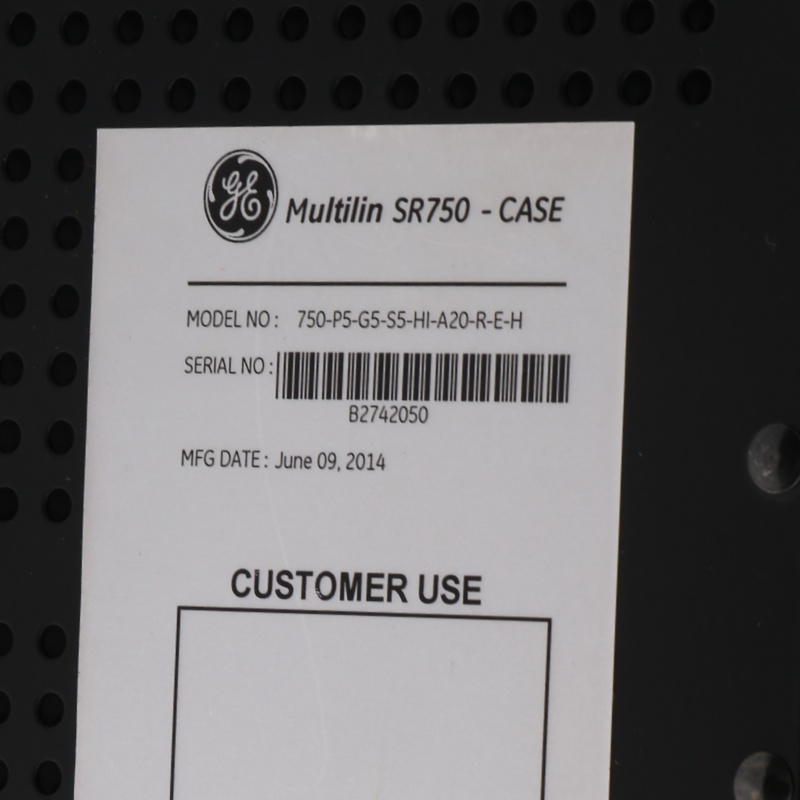 GE
Multilin SR750 - CASE
MODEL NO : 750-P5-G5-S5-HI-A20-R-E-H
SERIAL NO :
B2742050
MFG DATE : June 09, 2014
CUSTOMER USE